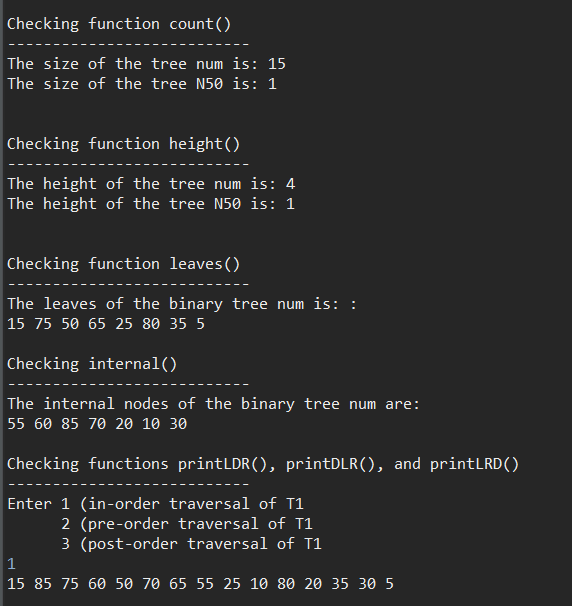 Checking function count()
---------------------------
The size of the tree num is: 15
The size of the tree N50 is: 1
Checking function height()
---------------------------
The height of the tree num is: 4
The height of the tree N50 is: 1
Checking function leaves()
---------------------------
The leaves of the binary tree num is: :
15 75 50 65 25 80 35 5
Checking internal()
---------------------------
The internal nodes of the binary tree num are:
55 60 85 70 20 10 30
Checking functions printLDR(), printDLR(), and printLRD()
---------------------------
Enter 1 (in-order traversal of T1
      2 (pre-order traversal of T1
      3 (post-order traversal of T1
1
15 85 75 60 50 70 65 55 25 10 80 20 35 30 5